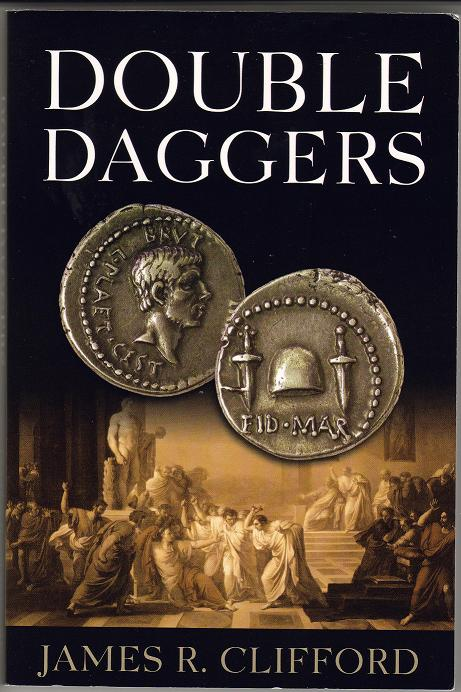 DOUBLE
DAGGERS
BRVT
L·PLAET·CEST
EID·MAR
JAMES R. CLIFFORD